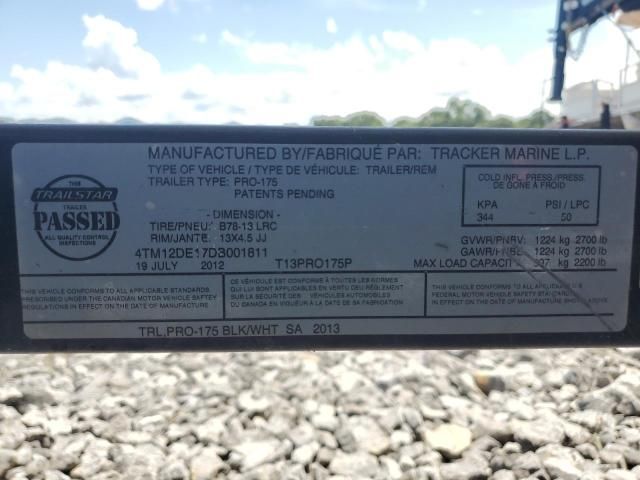 MANUFACTURED BY/FABRIQUÉ PAR: TRACKER MARINE L.P.
TYPE OF VEHICLE / TYPE DE VÉHICULE: TRAILER/REM
TRAILER TYPE: PRO-175
PATENTS PENDING
THIS
TRAILSTAR
TRAILER
PASSED
ALL QUALITY CONTROL
INSPECTIONS
COLD INFL. PRESS./PRESS.
DE GONF A FROID
KPA PSI / LPC
344 50
- DIMENSION -
TIRE/PNEU: B78-13 LRC
RIM/JANTE: 13X4.5 JJ
4TM12DE17D3001811
19 JULY 2012 T13PRO175P
GVWR/PNBV: 1224 kg 2700 lb
GAWR/PNBE: 1224 kg 2700 lb
MAX LOAD CAPACITY 997 kg 2200 lb
THIS VEHICLE CONFORMS TO ALL
APPLICABLE STANDARDS
PRESCRIBED UNDER THE CANADIAN MOTOR VEHICLE SAFTEY
REGULATIONS IN EFFECT ON THE DATE OF MANUFACTURE
CE VÉHICULE EST CONFORME À TOUTES LES NORMES
QUI LUI SONT APPLICABLES EN VERTU DU RÈGLEMENT
SUR LA SÉCURITÉ DES VÉHICULES AUTOMOBILES
DU CANADA EN VIGUEUR À LA DATE DE SA FABRICATION
THIS VEHICLE CONFORMS TO ALL APPLICABLE U.S.
FEDERAL MOTOR VEHICLE SAFETY STANDARDS
IN EFFECT ON THE DATE OF MANUFACTURE SHOWN ABOVE
TRL,PRO-175 BLK/WHT SA 2013